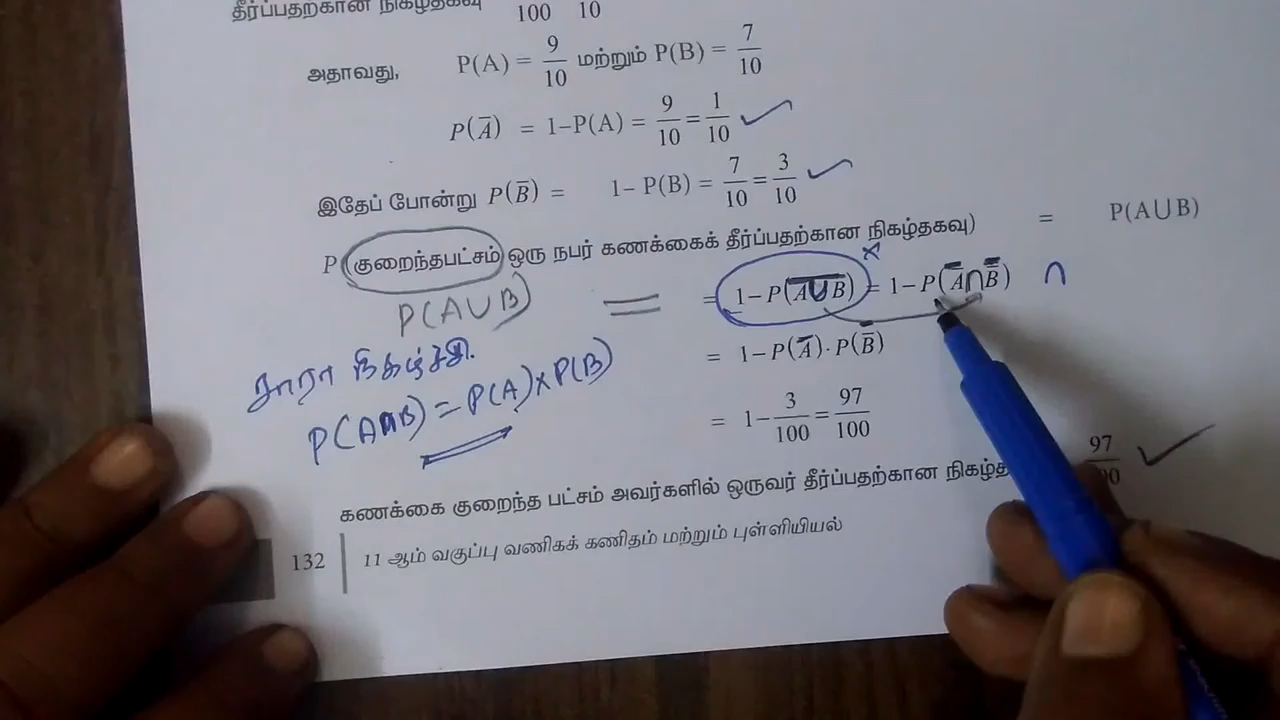 தீர்ப்பதற்கான நிகழ்தகவு 100 10
அதாவது, P(A) = 9/10 மற்றும் P(B) = 7/10
P(A̅) = 1–P(A) = 9/10 = 1/10 ✓
இதேப் போன்று P(B̅) = 1– P(B) = 7/10 = 3/10 ✓
P (குறைந்தபட்சம் ஒரு நபர் கணக்கைக் தீர்ப்பதற்கான நிகழ்தகவு) = P(A∪B)
P(A∪B) = = 1–P(A̅∪̅B̅) = 1–P(A̅∩B̅) ∩
சாரா நிகழ்ச்சி.
= 1–P(A̅)·P(B̅)
P(A∩B) = P(A)×P(B)
= 1– 3/100 = 97/100
கணக்கை குறைந்த பட்சம் அவர்களில் ஒருவர் தீர்ப்பதற்கான நிகழ்த 97 ✓
132 11 ஆம் வகுப்பு வணிகக் கணிதம் மற்றும் புள்ளியியல்